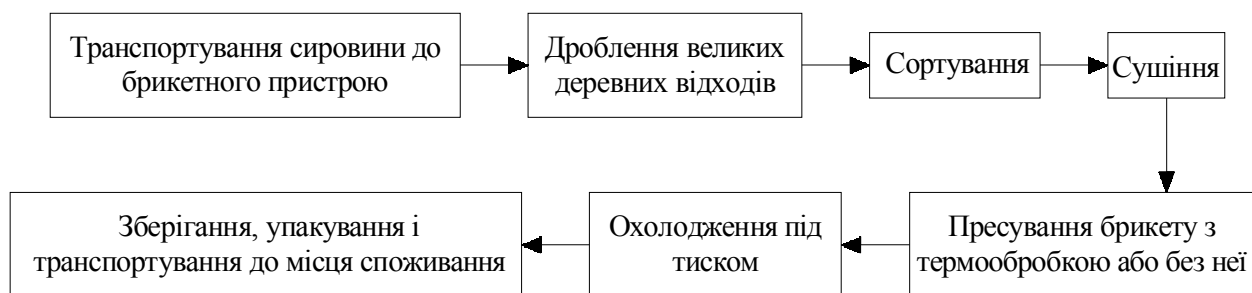 Транспортування сировини до
брикетного пристрою
Дроблення великих
деревних відходів
Сортування
Сушіння
Пресування брикету з
термообробкою або без неї
Охолодження під
тиском
Зберігання, упакування і
транспортування до місця споживання